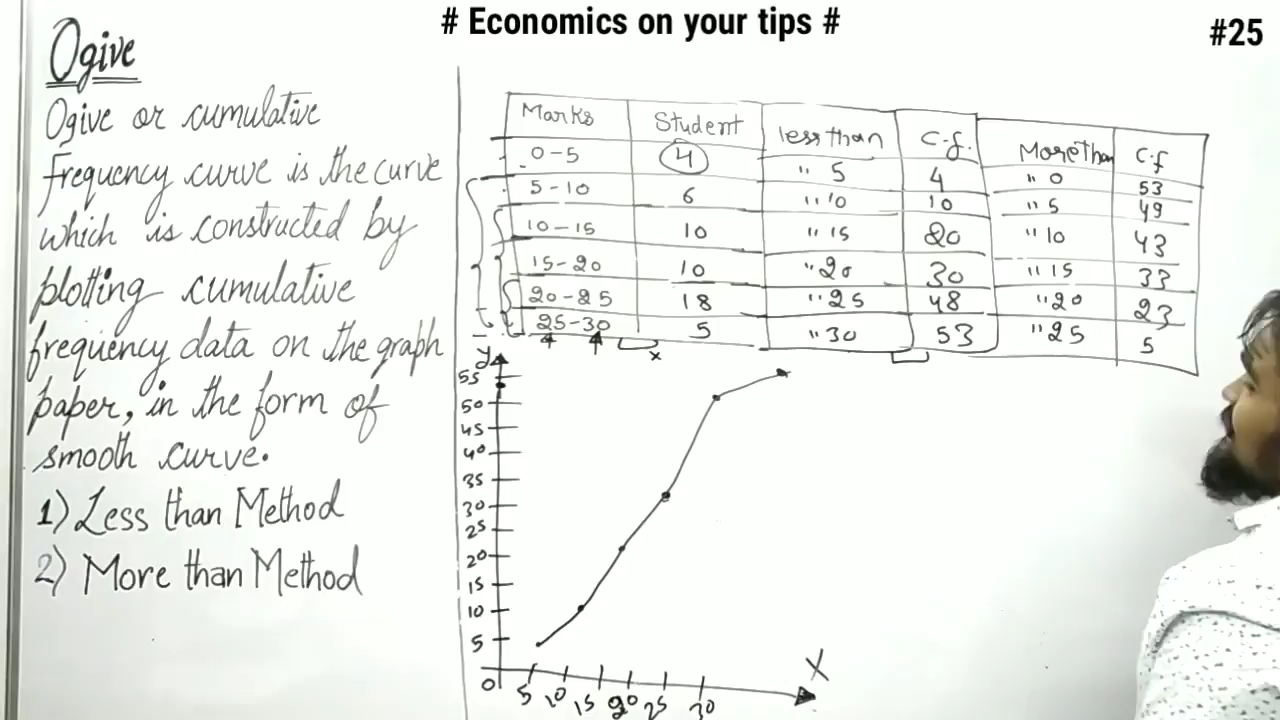 # Economics on your tips #
#25
Ogive
Ogive or cumulative
Frequency curve is the curve
which is constructed by
plotting cumulative
frequency data on the graph
paper, in the form of
smooth curve.
1) Less than Method
2) More than Method
Marks Student less than C.f. More than C.f
0-5 4 " 5 4 " 0 53
5-10 6 " 10 10 " 5 49
10-15 10 " 15 20 " 10 43
15-20 10 " 20 30 " 15 33
20-25 18 " 25 48 " 20 23
25-30 5 " 30 53 " 25 5
x
y
55
50
45
40
35
30
25
20
15
10
5
0 5 10 15 20 25 30
X